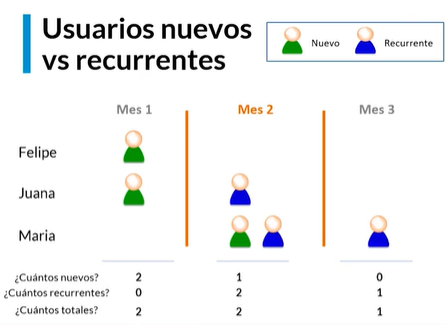 Usuarios nuevos
vs recurrentes
Nuevo Recurrente
Mes 1 Mes 2 Mes 3
Felipe
Juana
Maria
¿Cuántos nuevos? 2 1 0
¿Cuántos recurrentes? 0 2 1
¿Cuántos totales? 2 2 1